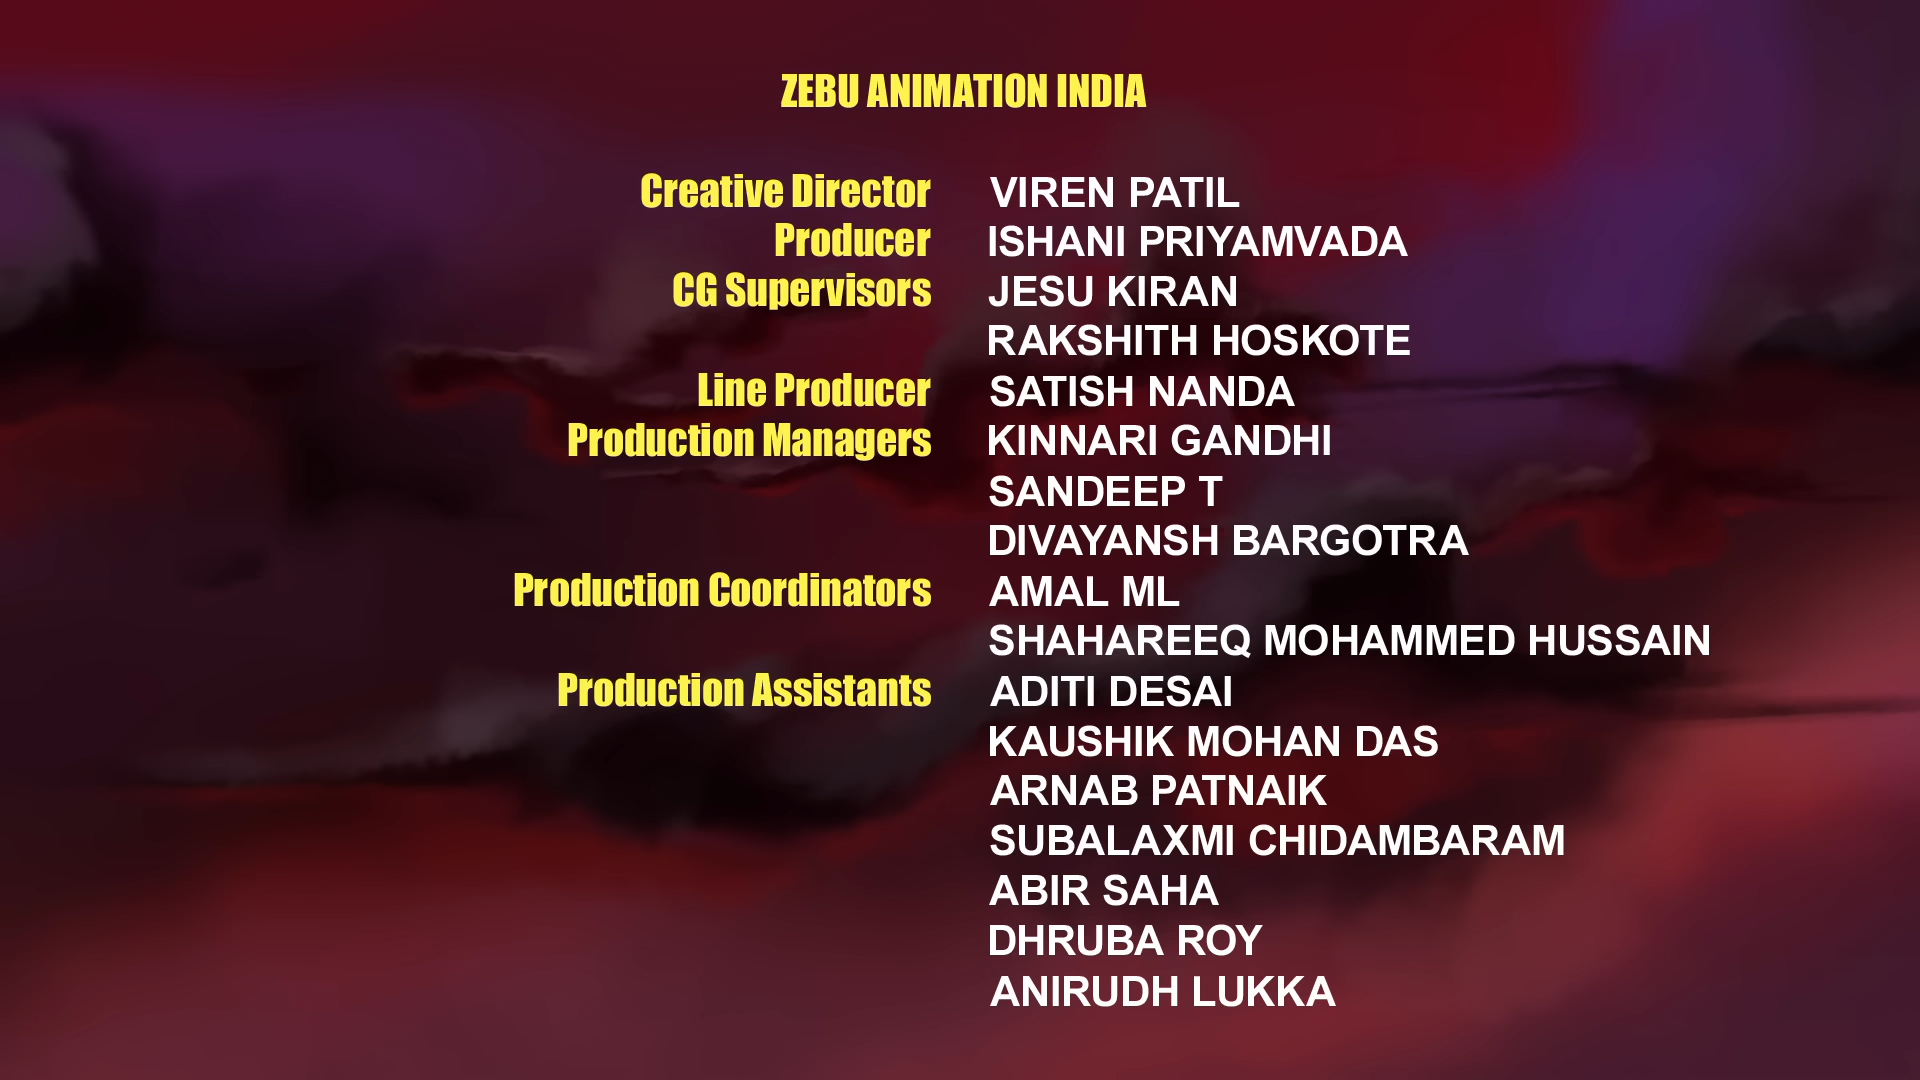 ZEBU ANIMATION INDIA
Creative Director VIREN PATIL
Producer ISHANI PRIYAMVADA
CG Supervisors JESU KIRAN
RAKSHITH HOSKOTE
Line Producer SATISH NANDA
Production Managers KINNARI GANDHI
SANDEEP T
DIVAYANSH BARGOTRA
Production Coordinators AMAL ML
SHAHAREEQ MOHAMMED HUSSAIN
Production Assistants ADITI DESAI
KAUSHIK MOHAN DAS
ARNAB PATNAIK
SUBALAXMI CHIDAMBARAM
ABIR SAHA
DHRUBA ROY
ANIRUDH LUKKA